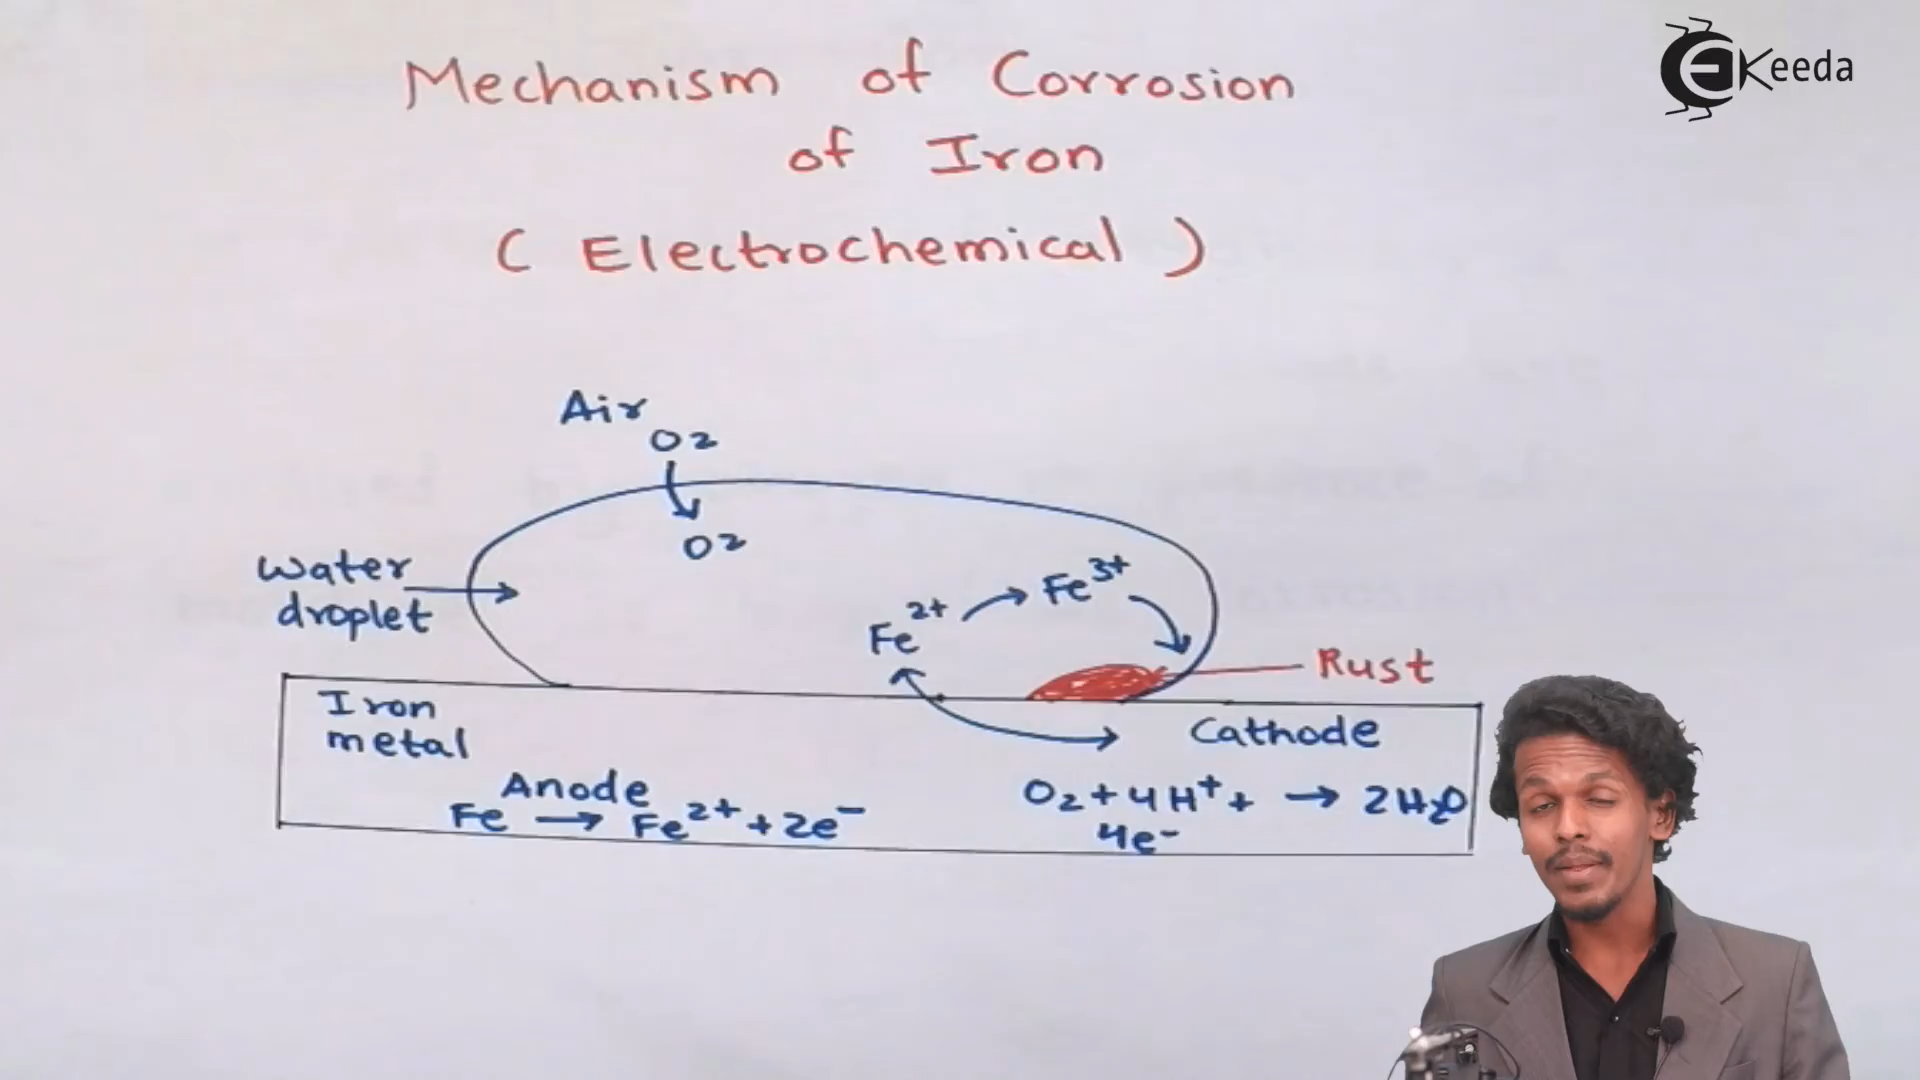 Mechanism of Corrosion
of Iron
( Electrochemical )
EKeeda
Air
O2
O2
Water
droplet
Fe2+ → Fe3+
Rust
Iron
metal
Cathode
Anode
Fe → Fe2+ + 2e-
O2 + 4H+ + → 2H2O
4e-